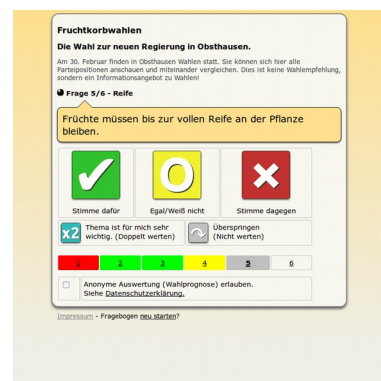 Fruchtkorbwahlen
Die Wahl zur neuen Regierung in Obsthausen.
Am 30. Februar finden in Obsthausen Wahlen statt. Sie können sich hier alle
Parteipositionen anschauen und miteinander vergleichen. Dies ist keine Wahlempfehlung,
sondern ein Informationsangebot zu Wahlen!
Frage 5/6 - Reife
Früchte müssen bis zur vollen Reife an der Pflanze
bleiben.
Stimme dafür
Egal/Weiß nicht
Stimme dagegen
x2
Thema ist für mich sehr
wichtig. (Doppelt werten)
Überspringen
(Nicht werten)
1 2 3 4 5 6
Anonyme Auswertung (Wahlprognose) erlauben.
Siehe Datenschutzerklärung.
Impressum - Fragebogen neu starten?